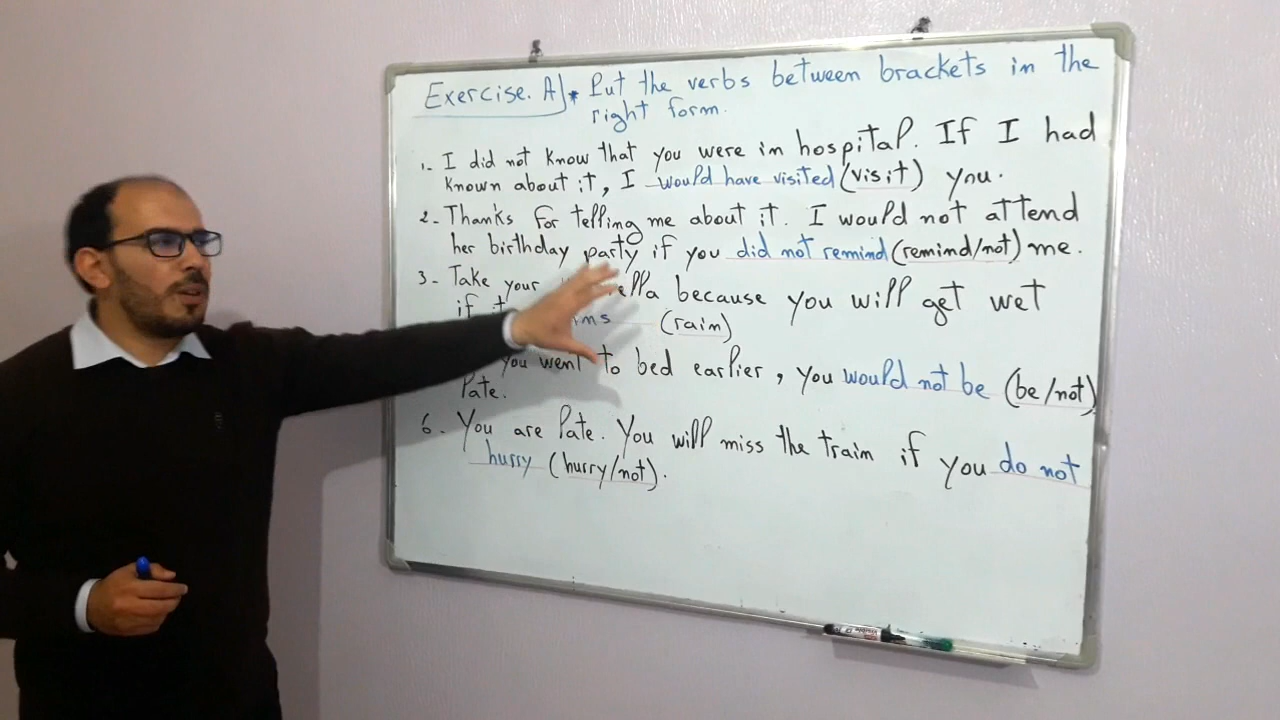 Exercise. A) * Put the verbs between brackets in the
right form.
1- I did not know that you were in hospital. If I had
known about it, I would have visited (visit) you.
2- Thanks for telling me about it. I would not attend
her birthday party if you did not remind (remind/not) me.
3- Take your because you will get wet
if (rain)
you went to bed earlier, you would not be (be/not)
late.
6- You are late. You will miss the train if you do not
hurry (hurry/not).